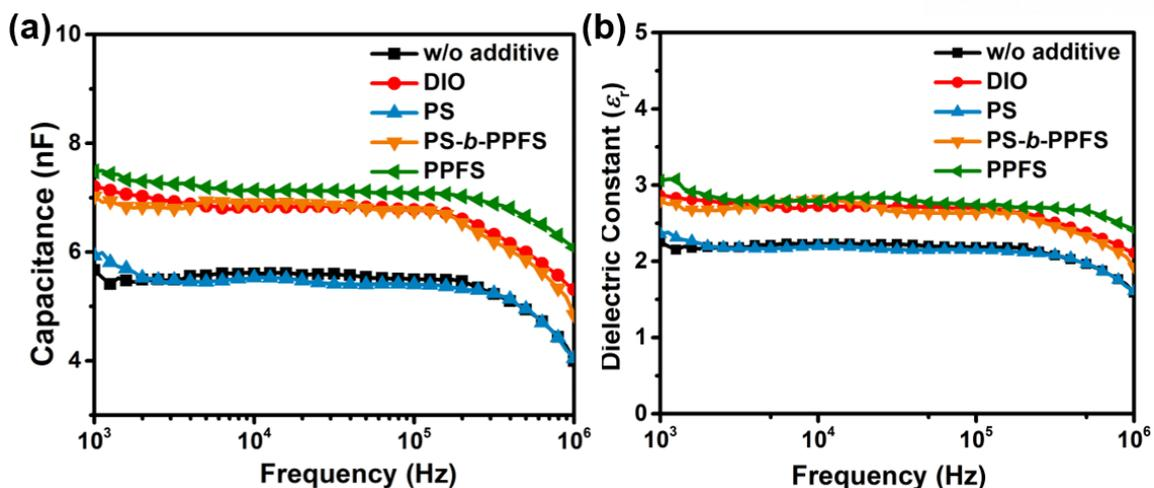 (a)
Capacitance (nF)
10
8
6
4
w/o additive
DIO
PS
PS-b-PPFS
PPFS
10³
10⁴
10⁵
10⁶
Frequency (Hz)
(b)
Dielectric Constant (εr)
5
4
3
2
1
0
w/o additive
DIO
PS
PS-b-PPFS
PPFS
10³
10⁴
10⁵
10⁶
Frequency (Hz)